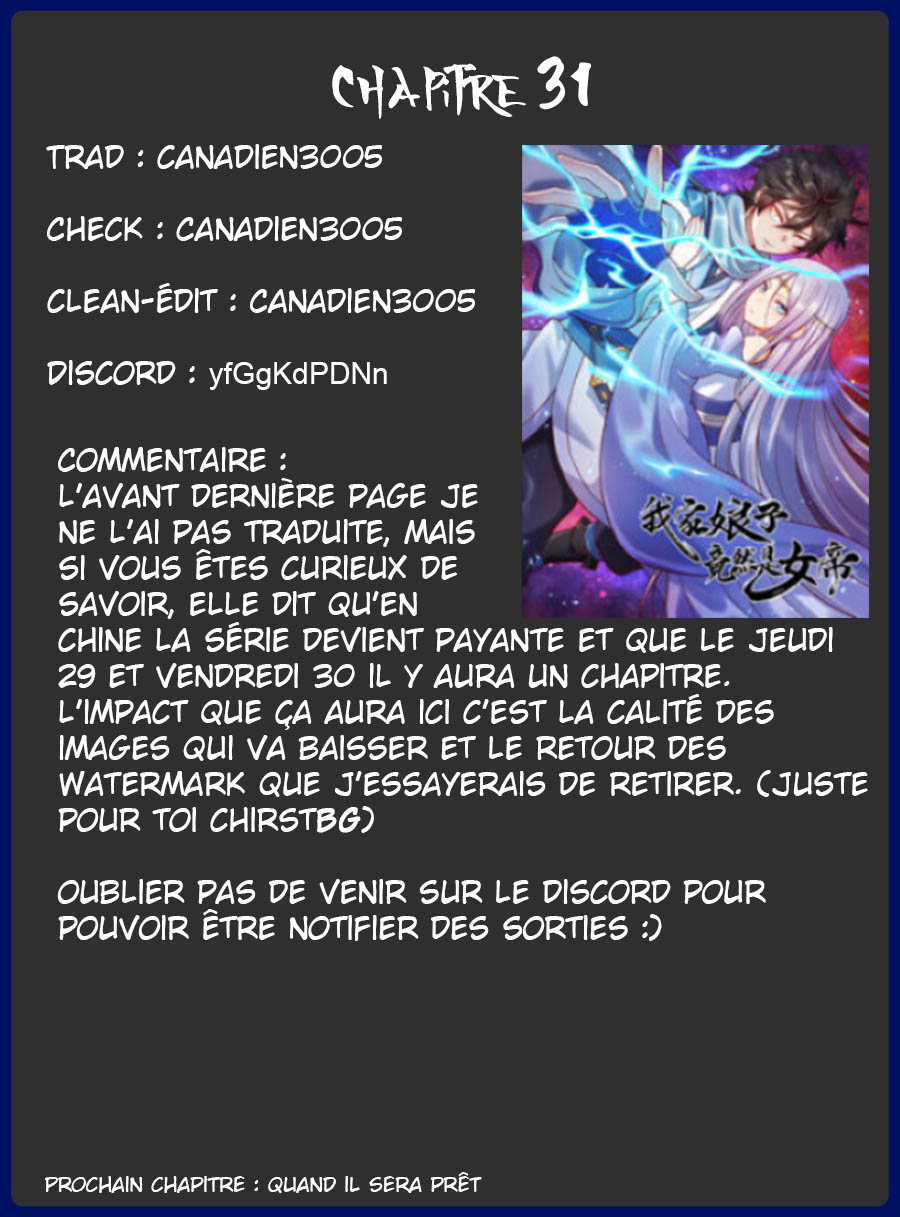 CHAPITRE 31
TRAD : CANADIEN3005
CHECK : CANADIEN3005
CLEAN-ÉDIT : CANADIEN3005
DISCORD : yfGgKdPDNn
COMMENTAIRE :
L'AVANT DERNIÈRE PAGE JE
NE L'AI PAS TRADUITE, MAIS
SI VOUS ÊTES CURIEUX DE
SAVOIR, ELLE DIT QU'EN
CHINE LA SÉRIE DEVIENT PAYANTE ET QUE LE JEUDI
29 ET VENDREDI 30 IL Y AURA UN CHAPITRE.
L'IMPACT QUE ÇA AURA ICI C'EST LA CALITÉ DES
IMAGES QUI VA BAISSER ET LE RETOUR DES
WATERMARK QUE J'ESSAYERAIS DE RETIRER. (JUSTE
POUR TOI CHIRSTBG)
OUBLIER PAS DE VENIR SUR LE DISCORD POUR
POUVOIR ÊTRE NOTIFIER DES SORTIES :)
我家娘子
竟然是女帝
PROCHAIN CHAPITRE : QUAND IL SERA PRÊT